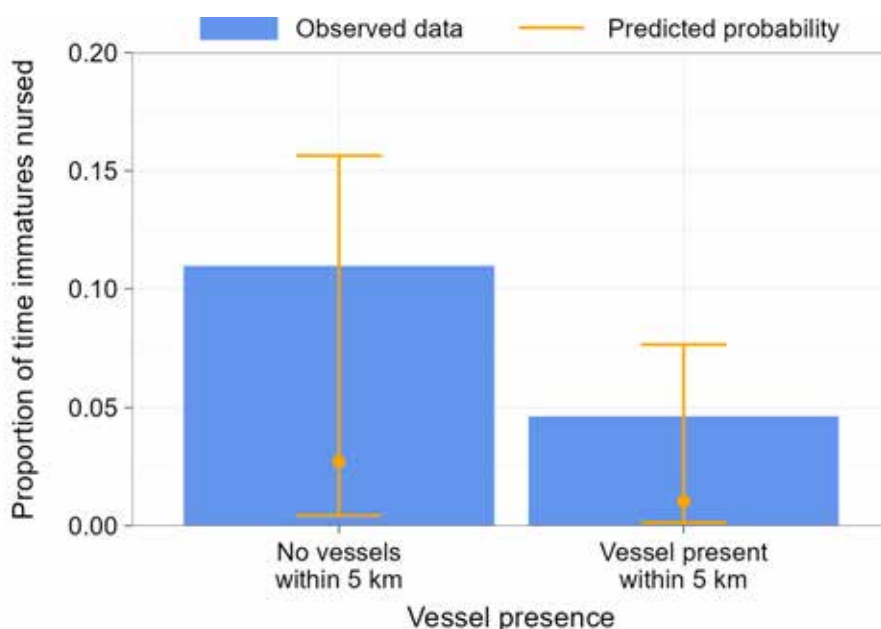 Observed data
Predicted probability
Proportion of time immatures nursed
0.20
0.15
0.10
0.05
0.00
No vessels
within 5 km
Vessel present
within 5 km
Vessel presence